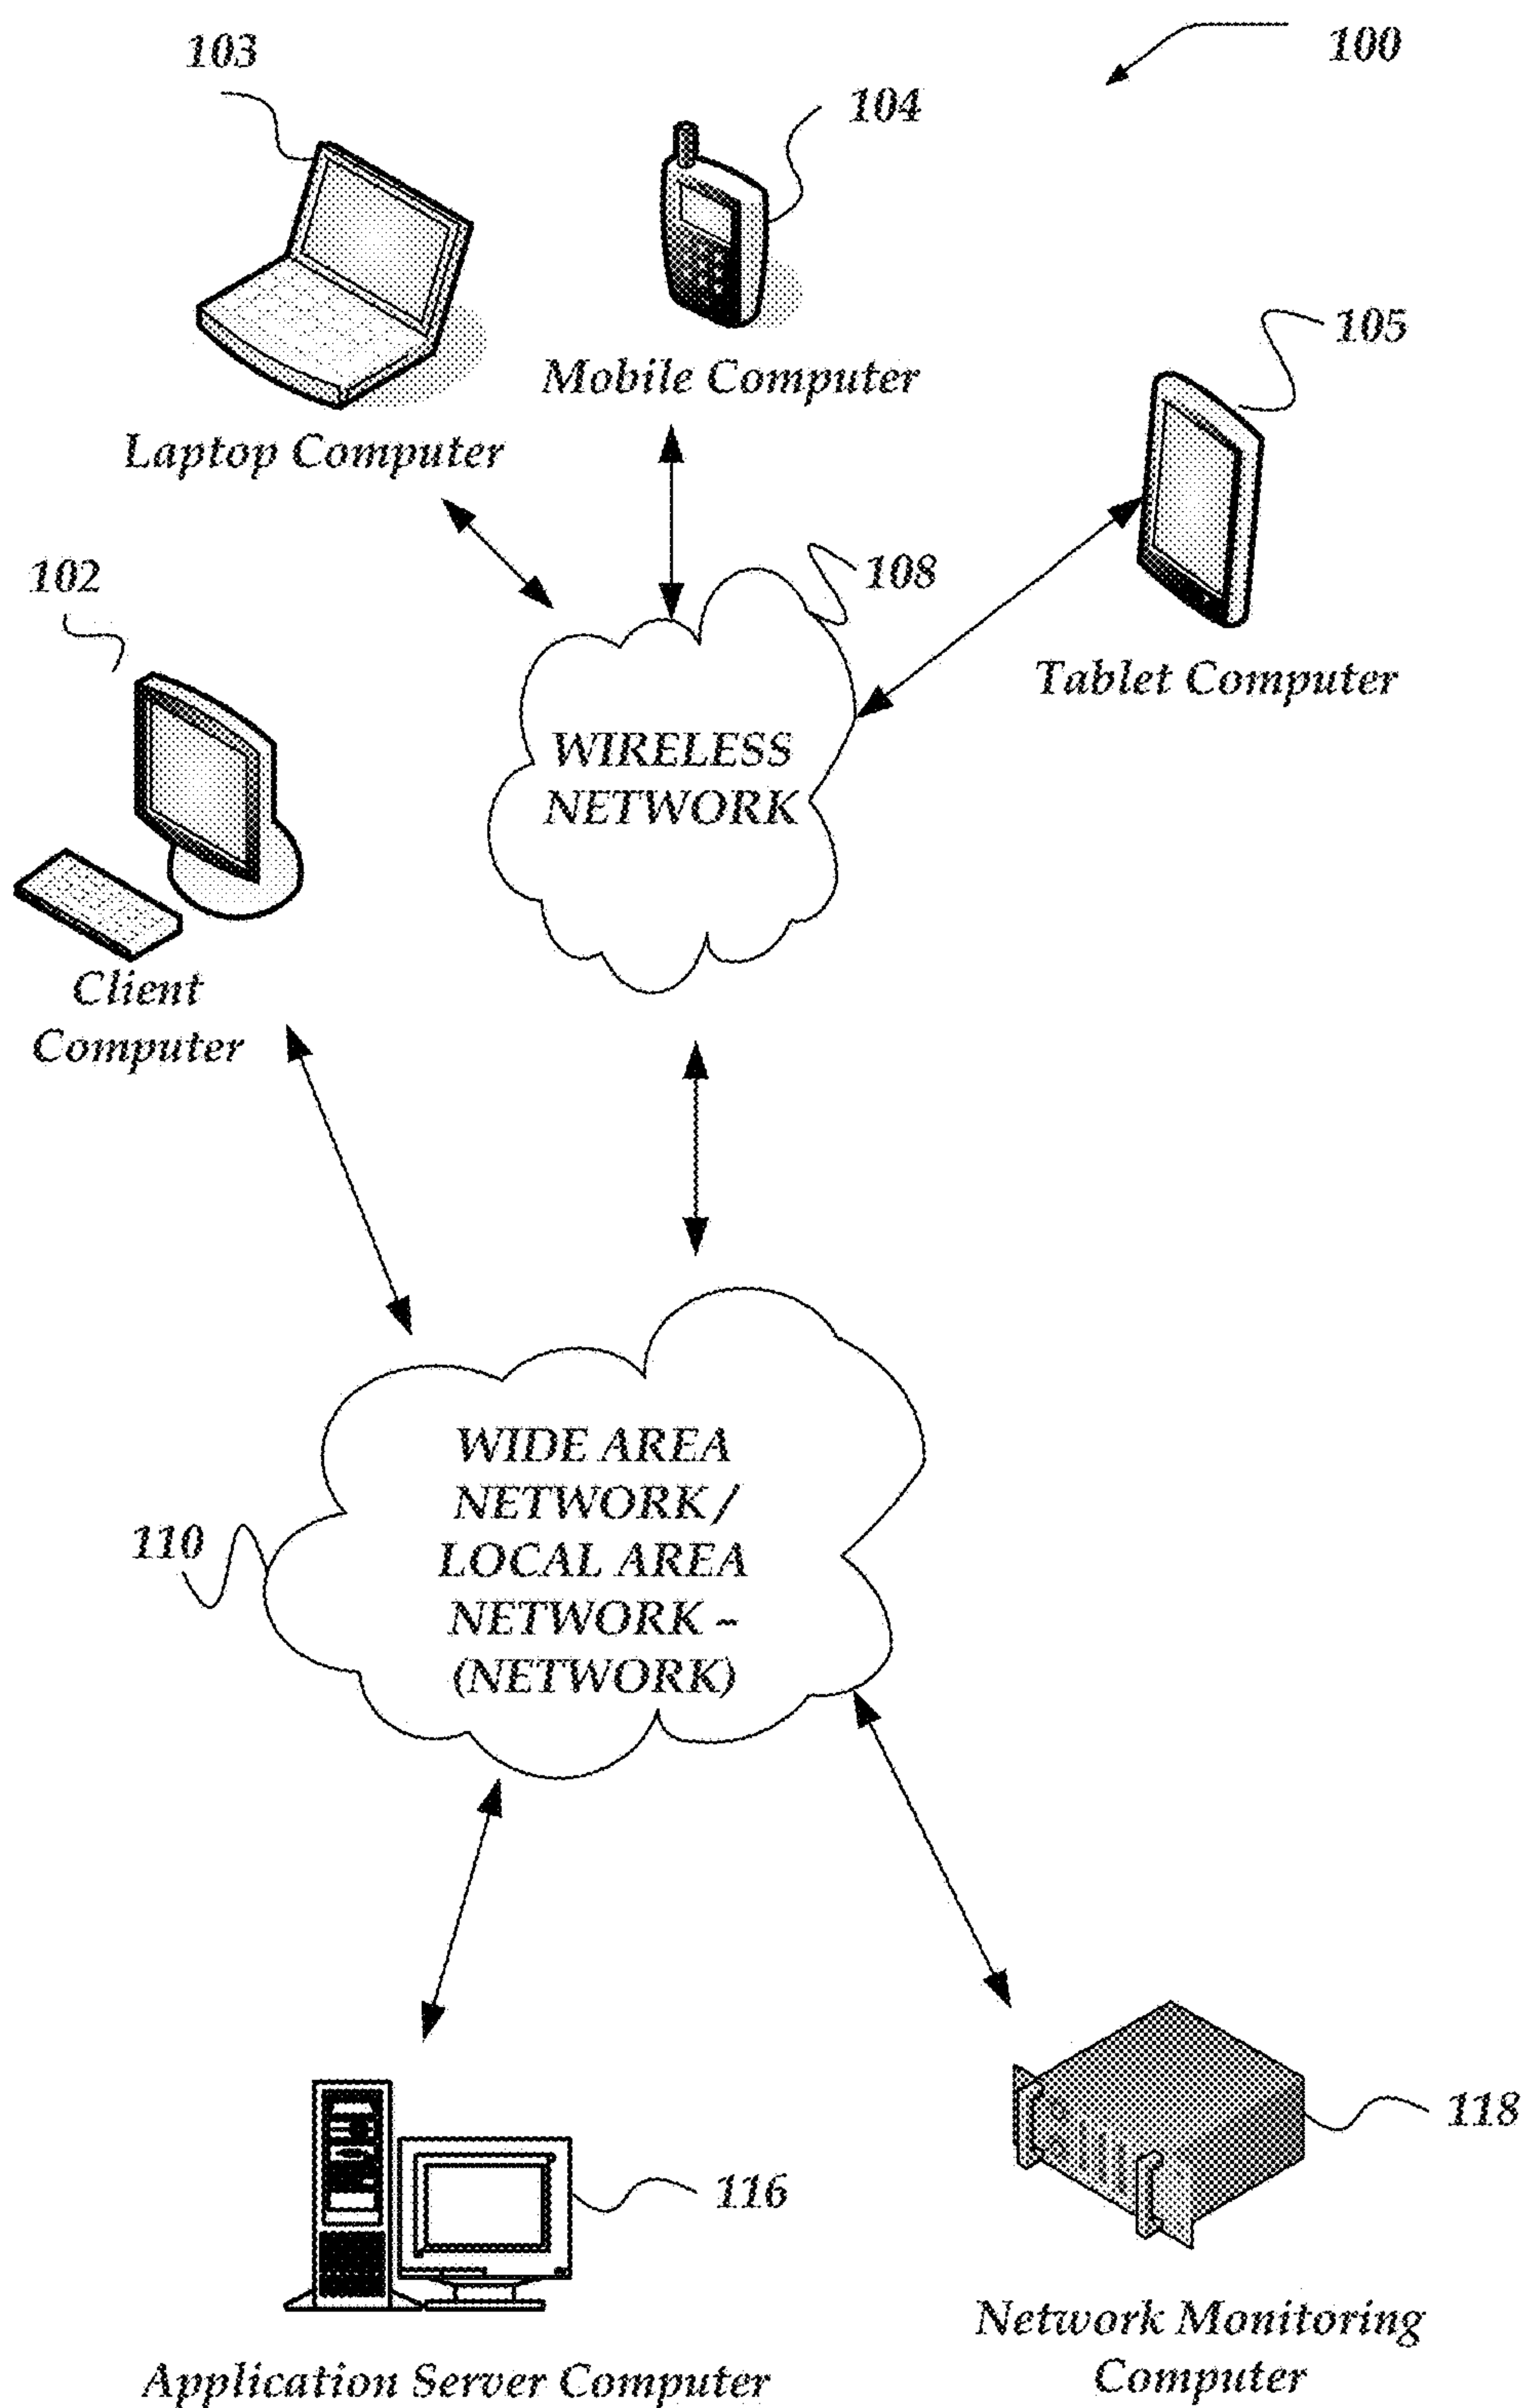 103
100
104
Mobile Computer
105
Laptop Computer
108
102
Tablet Computer
WIRELESS
NETWORK
Client
Computer
WIDE AREA
NETWORK /
LOCAL AREA
NETWORK –
(NETWORK)
110
118
116
Network Monitoring
Computer
Application Server Computer